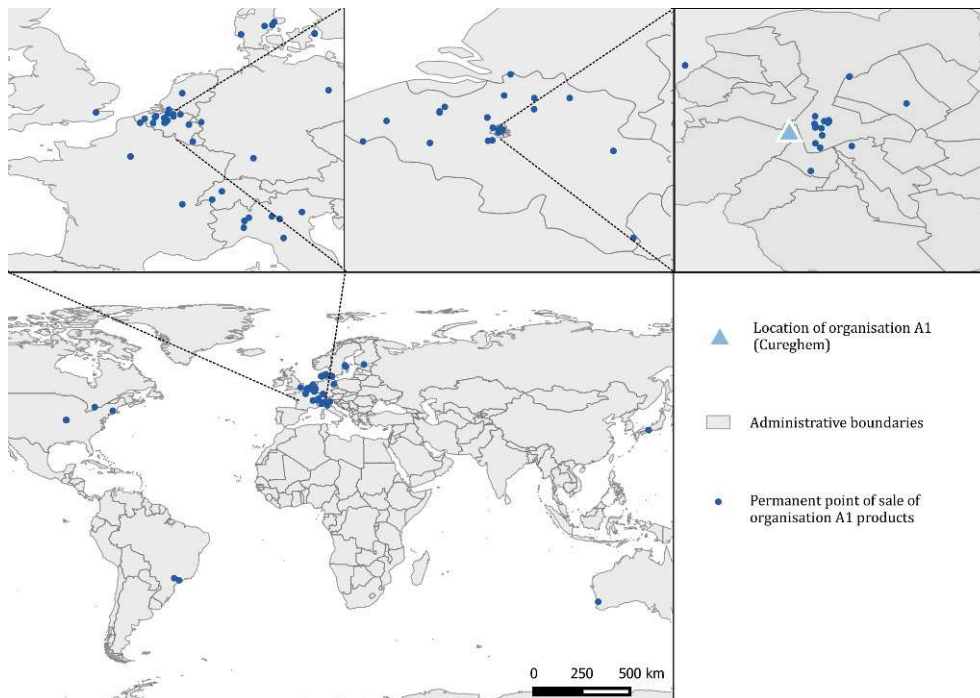 Location of organisation A1
(Cureghem)
Administrative boundaries
Permanent point of sale of
organisation A1 products
0 250 500 km